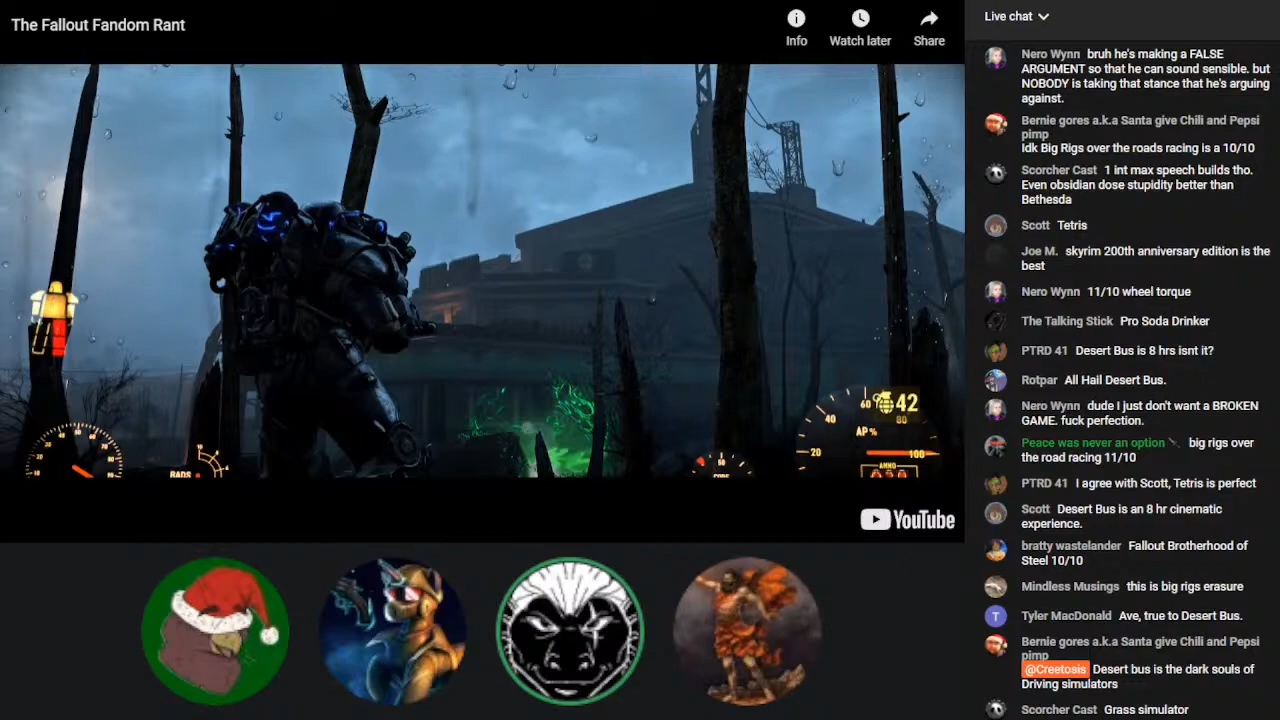 The Fallout Fandom Rant
Info
Watch later
Share
60
42
40
80
AP %
20
100
AMMO
RADS
YouTube
Live chat
Nero Wynn bruh he's making a FALSE
ARGUMENT so that he can sound sensible. but
NOBODY is taking that stance that he's arguing
against.
Bernie gores a.k.a Santa give Chili and Pepsi
pimp
Idk Big Rigs over the roads racing is a 10/10
Scorcher Cast 1 int max speech builds tho.
Even obsidian dose stupidity better than
Bethesda
Scott Tetris
Joe M. skyrim 200th anniversary edition is the
best
Nero Wynn 11/10 wheel torque
The Talking Stick Pro Soda Drinker
PTRD 41 Desert Bus is 8 hrs isnt it?
Rotpar All Hail Desert Bus.
Nero Wynn dude I just don't want a BROKEN
GAME. fuck perfection.
Peace was never an option big rigs over
the road racing 11/10
PTRD 41 I agree with Scott, Tetris is perfect
Scott Desert Bus is an 8 hr cinematic
experience.
bratty wastelander Fallout Brotherhood of
Steel 10/10
Mindless Musings this is big rigs erasure
T
Tyler MacDonald Ave, true to Desert Bus.
Bernie gores a.k.a Santa give Chili and Pepsi
pimp
@Creetosis Desert bus is the dark souls of
Driving simulators
Scorcher Cast Grass simulator